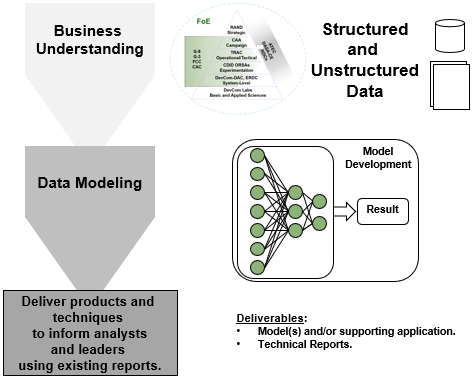 Business
Understanding
FoE
RAND
Strategic
CAA
Campaign
TRAC
Operational/Tactical
CDID ORSAs
Experimentation
DevCom-DAC, ERDC
System-Level
DevCom Labs
Basic and Applied Sciences
G-8
G-3
FCC
CAC
ATEC
Structured
and
Unstructured
Data
Data Modeling
Model
Development
Result
Deliver products and
techniques
to inform analysts
and leaders
using existing reports.
Deliverables:
• Model(s) and/or supporting application.
• Technical Reports.